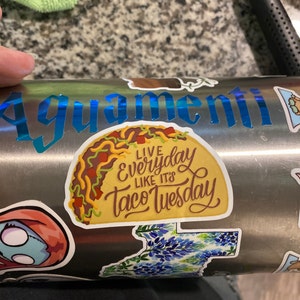 Aguamenti
LIVE
Everyday
LIKE IT'S
Taco Tuesday